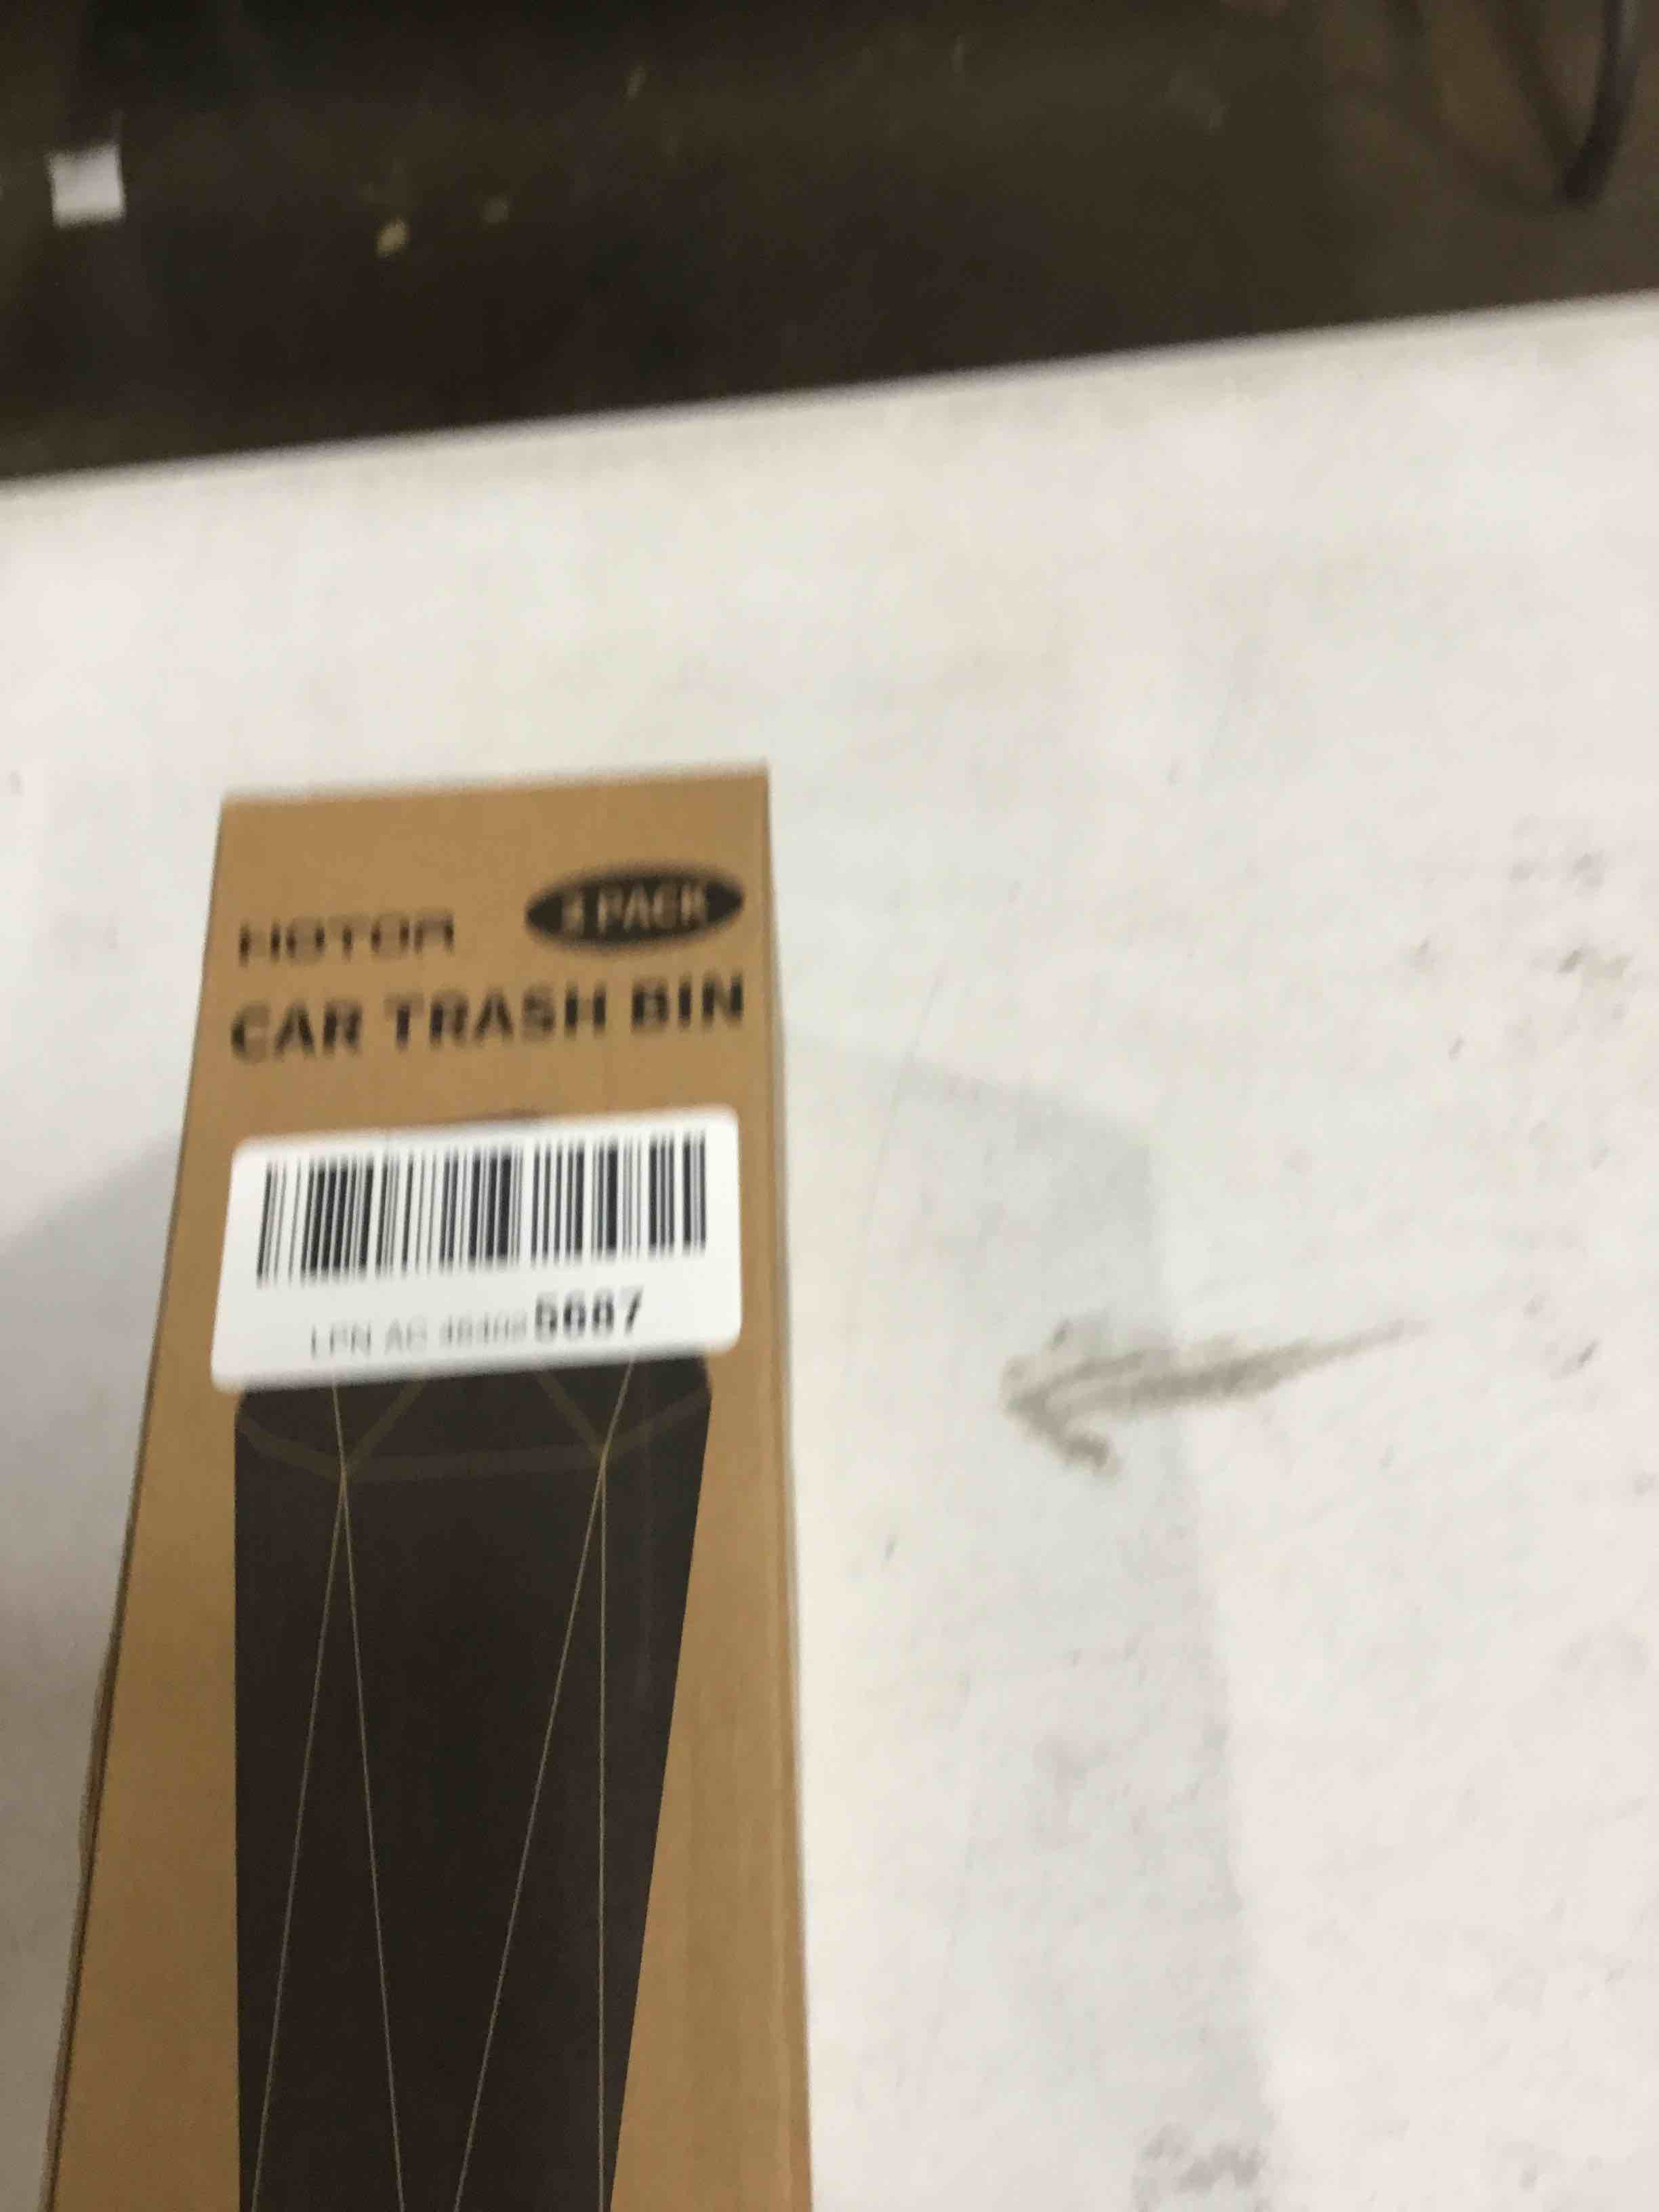 HOTOR
PACK
CAR TRASH BIN
LPN 5687